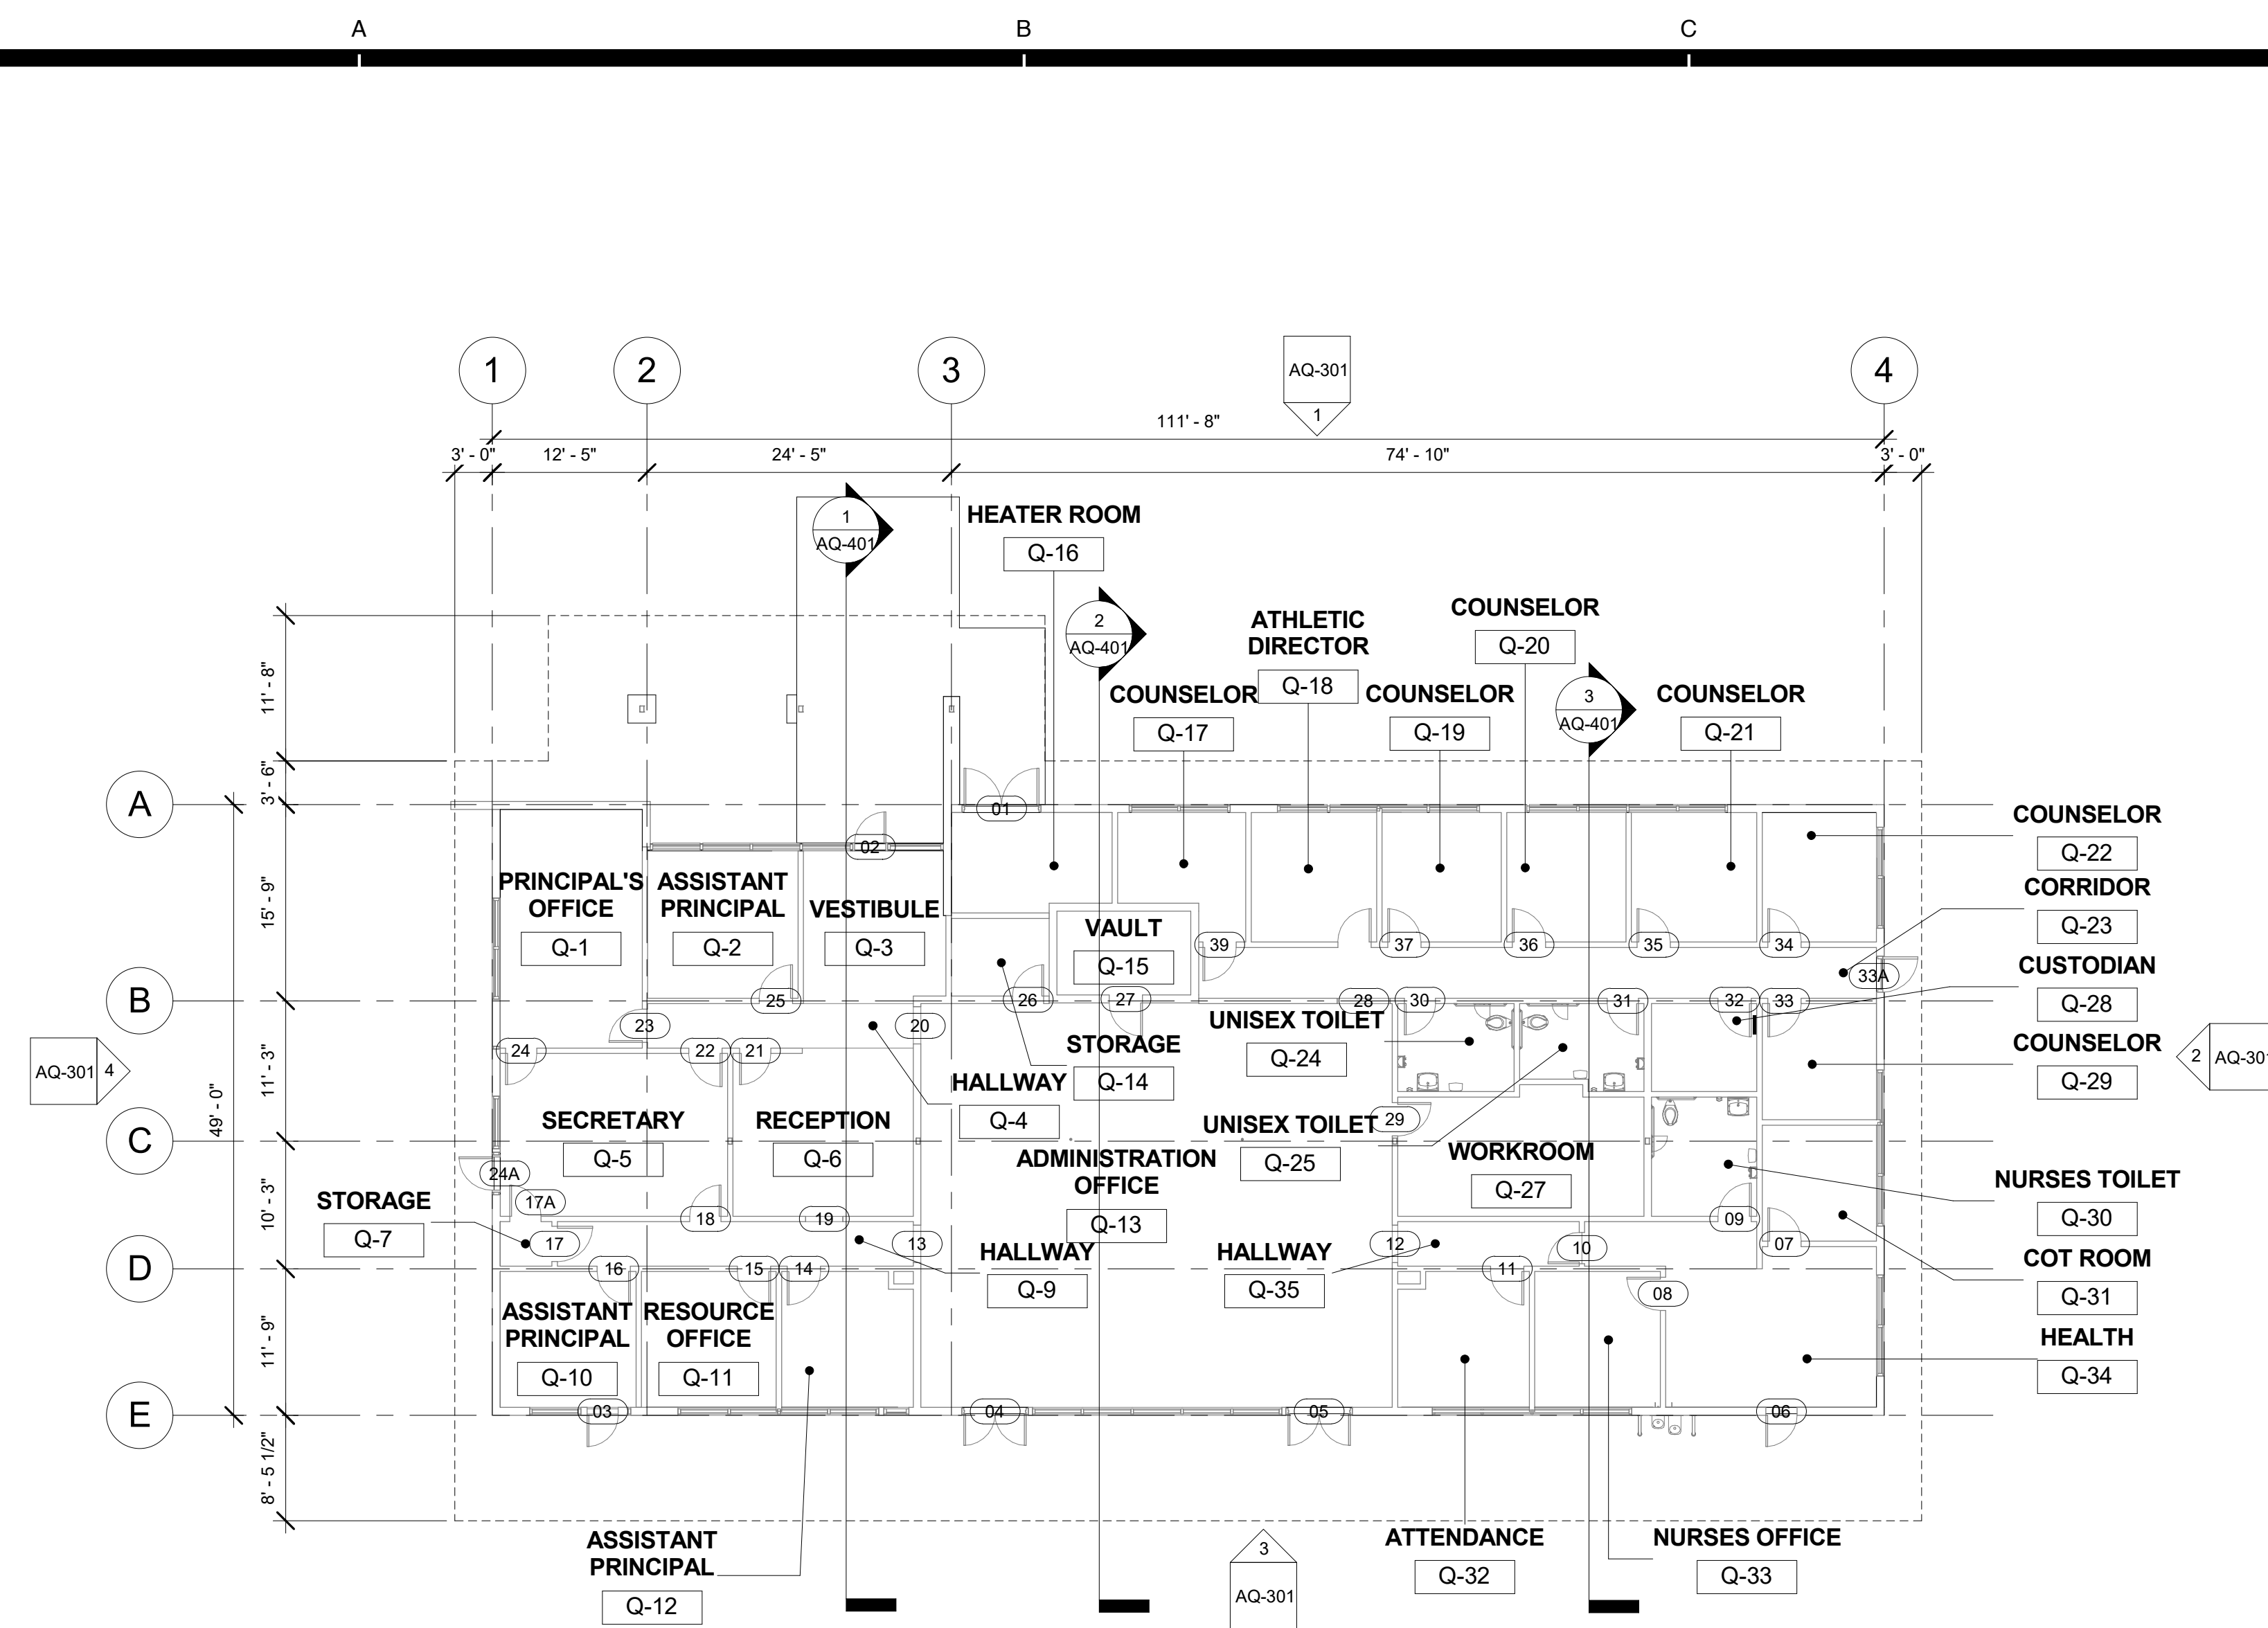 A B C
1 2 3 4
AQ-301
1
111' - 8"
3' - 0" 12' - 5" 24' - 5" 74' - 10" 3' - 0"
1
AQ-401
HEATER ROOM
Q-16
2
AQ-401
ATHLETIC
DIRECTOR
Q-18
COUNSELOR
Q-20
COUNSELOR
Q-17
COUNSELOR
Q-19
3
AQ-401
COUNSELOR
Q-21
11' - 8"
3' - 6"
15' - 9"
11' - 3"
49' - 0"
10' - 3"
11' - 9"
8' - 5 1/2"
A
B
C
D
E
01
02
COUNSELOR
Q-22
CORRIDOR
Q-23
CUSTODIAN
Q-28
COUNSELOR
Q-29
NURSES TOILET
Q-30
COT ROOM
Q-31
HEALTH
Q-34
PRINCIPAL'S
OFFICE
Q-1
ASSISTANT
PRINCIPAL
Q-2
VESTIBULE
Q-3
VAULT
Q-15
39 37 36 35 34
33A
25 26 27 28 30 31 32 33
23 20
24 22 21
UNISEX TOILET
Q-24
STORAGE
Q-14
HALLWAY
Q-4
AQ-301 4
2 AQ-301
SECRETARY
Q-5
RECEPTION
Q-6
29
UNISEX TOILET
Q-25
WORKROOM
Q-27
ADMINISTRATION
OFFICE
Q-13
24A
17A
STORAGE
Q-7
17
18 19 13
HALLWAY
Q-9
HALLWAY
Q-35
12 10 09 07
16 15 14 11
08
ASSISTANT
PRINCIPAL
Q-10
RESOURCE
OFFICE
Q-11
03 04 05 06
ASSISTANT
PRINCIPAL
Q-12
3
AQ-301
ATTENDANCE
Q-32
NURSES OFFICE
Q-33